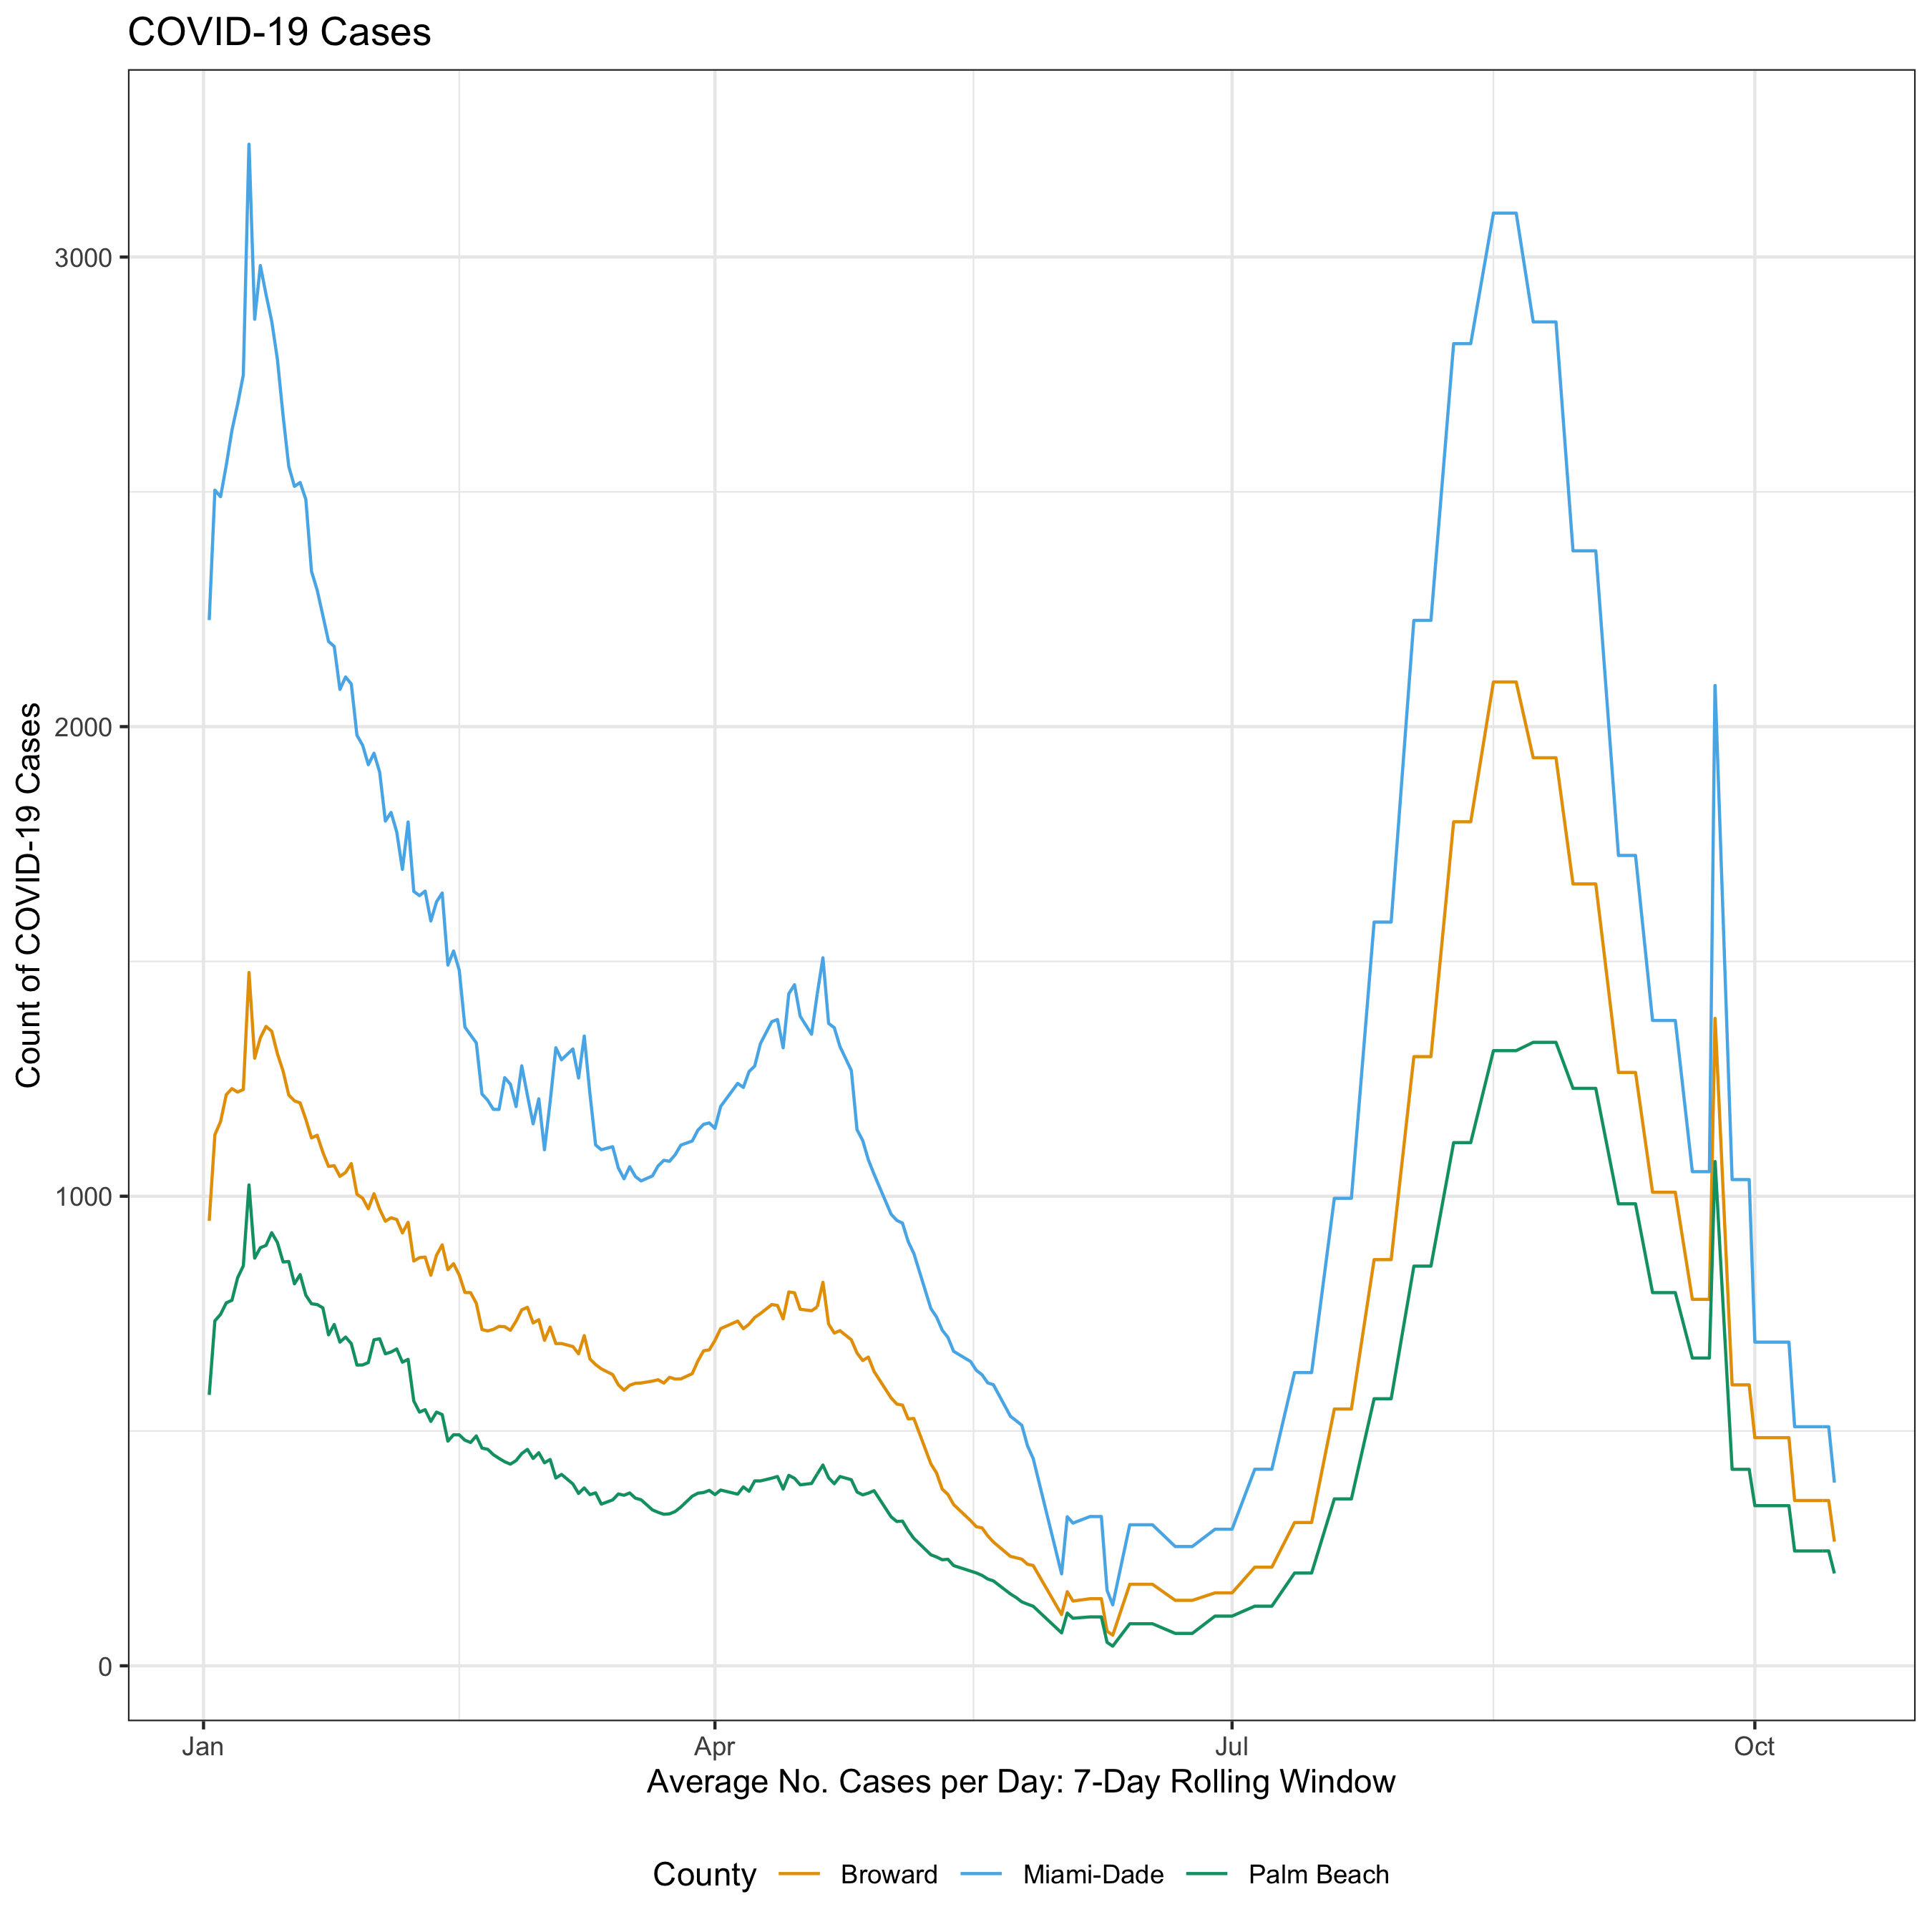 COVID-19 Cases
Count of COVID-19 Cases
3000
2000
1000
0
Jan Apr Jul Oct
Average No. Cases per Day: 7-Day Rolling Window
County Broward Miami-Dade Palm Beach